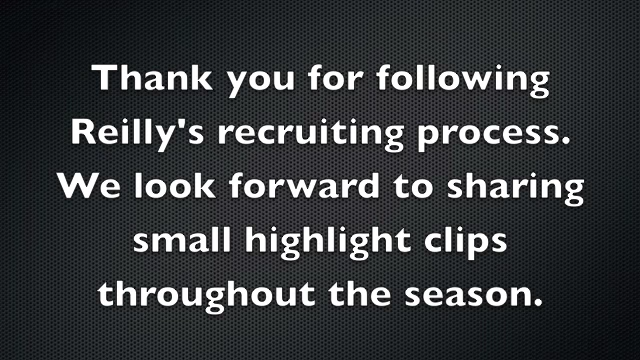 Thank you for following
Reilly's recruiting process.
We look forward to sharing
small highlight clips
throughout the season.